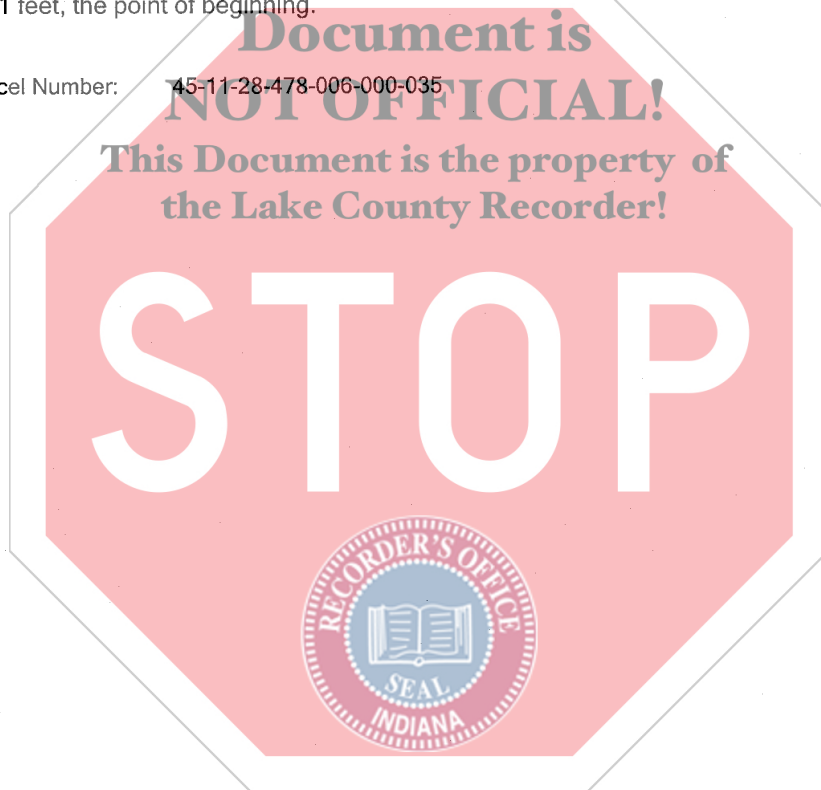 1 feet, the point of beginning.
Document is
cel Number: 45-11-28-478-006-000-035
NOT OFFICIAL!
This Document is the property of
the Lake County Recorder!
STOP
RECORDER'S OFFICE
SEAL
INDIANA